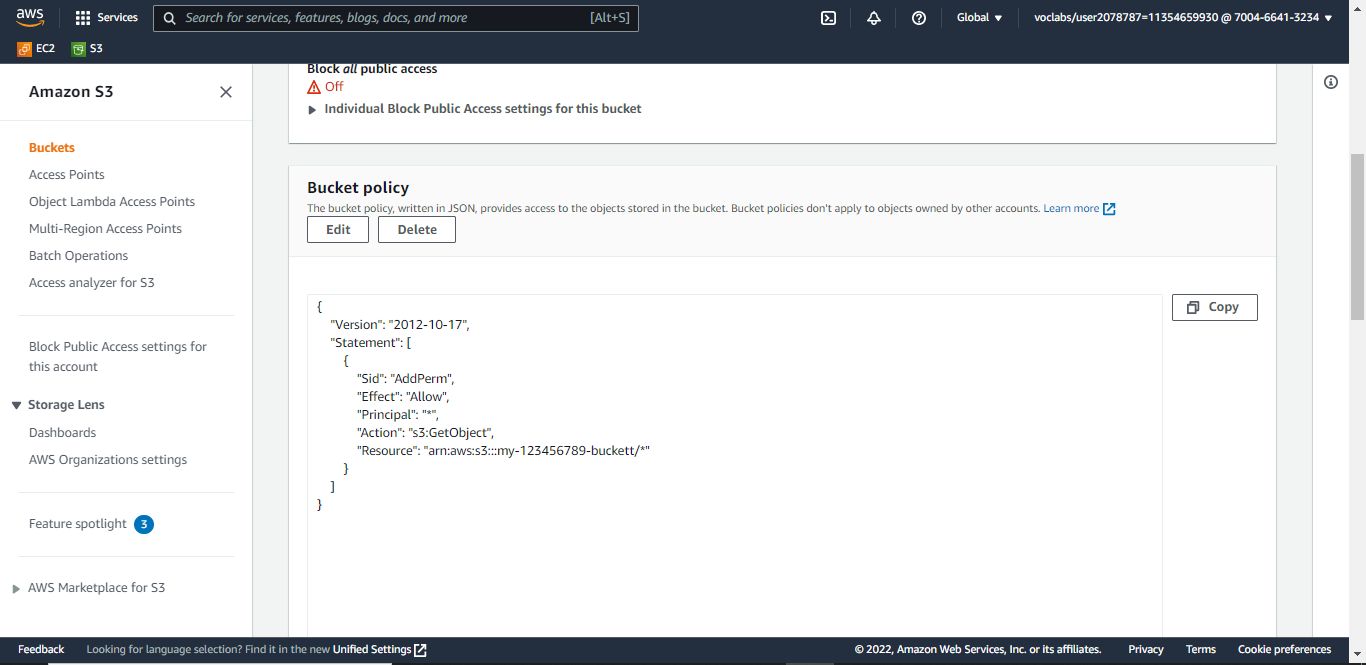 aws
Services
Search for services, features, blogs, docs, and more [Alt+S]
Global
voclabs/user2078787=11354659930 @ 7004-6641-3234
EC2
S3
Amazon S3
Buckets
Access Points
Object Lambda Access Points
Multi-Region Access Points
Batch Operations
Access analyzer for S3
Block Public Access settings for
this account
Storage Lens
Dashboards
AWS Organizations settings
Feature spotlight 3
AWS Marketplace for S3
Block all public access
Off
Individual Block Public Access settings for this bucket
Bucket policy
The bucket policy, written in JSON, provides access to the objects stored in the bucket. Bucket policies don't apply to objects owned by other accounts. Learn more
Edit
Delete
Copy
{
"Version": "2012-10-17",
"Statement": [
{
"Sid": "AddPerm",
"Effect": "Allow",
"Principal": "*",
"Action": "s3:GetObject",
"Resource": "arn:aws:s3:::my-123456789-buckett/*"
}
]
}
Feedback
Looking for language selection? Find it in the new Unified Settings
© 2022, Amazon Web Services, Inc. or its affiliates.
Privacy
Terms
Cookie preferences